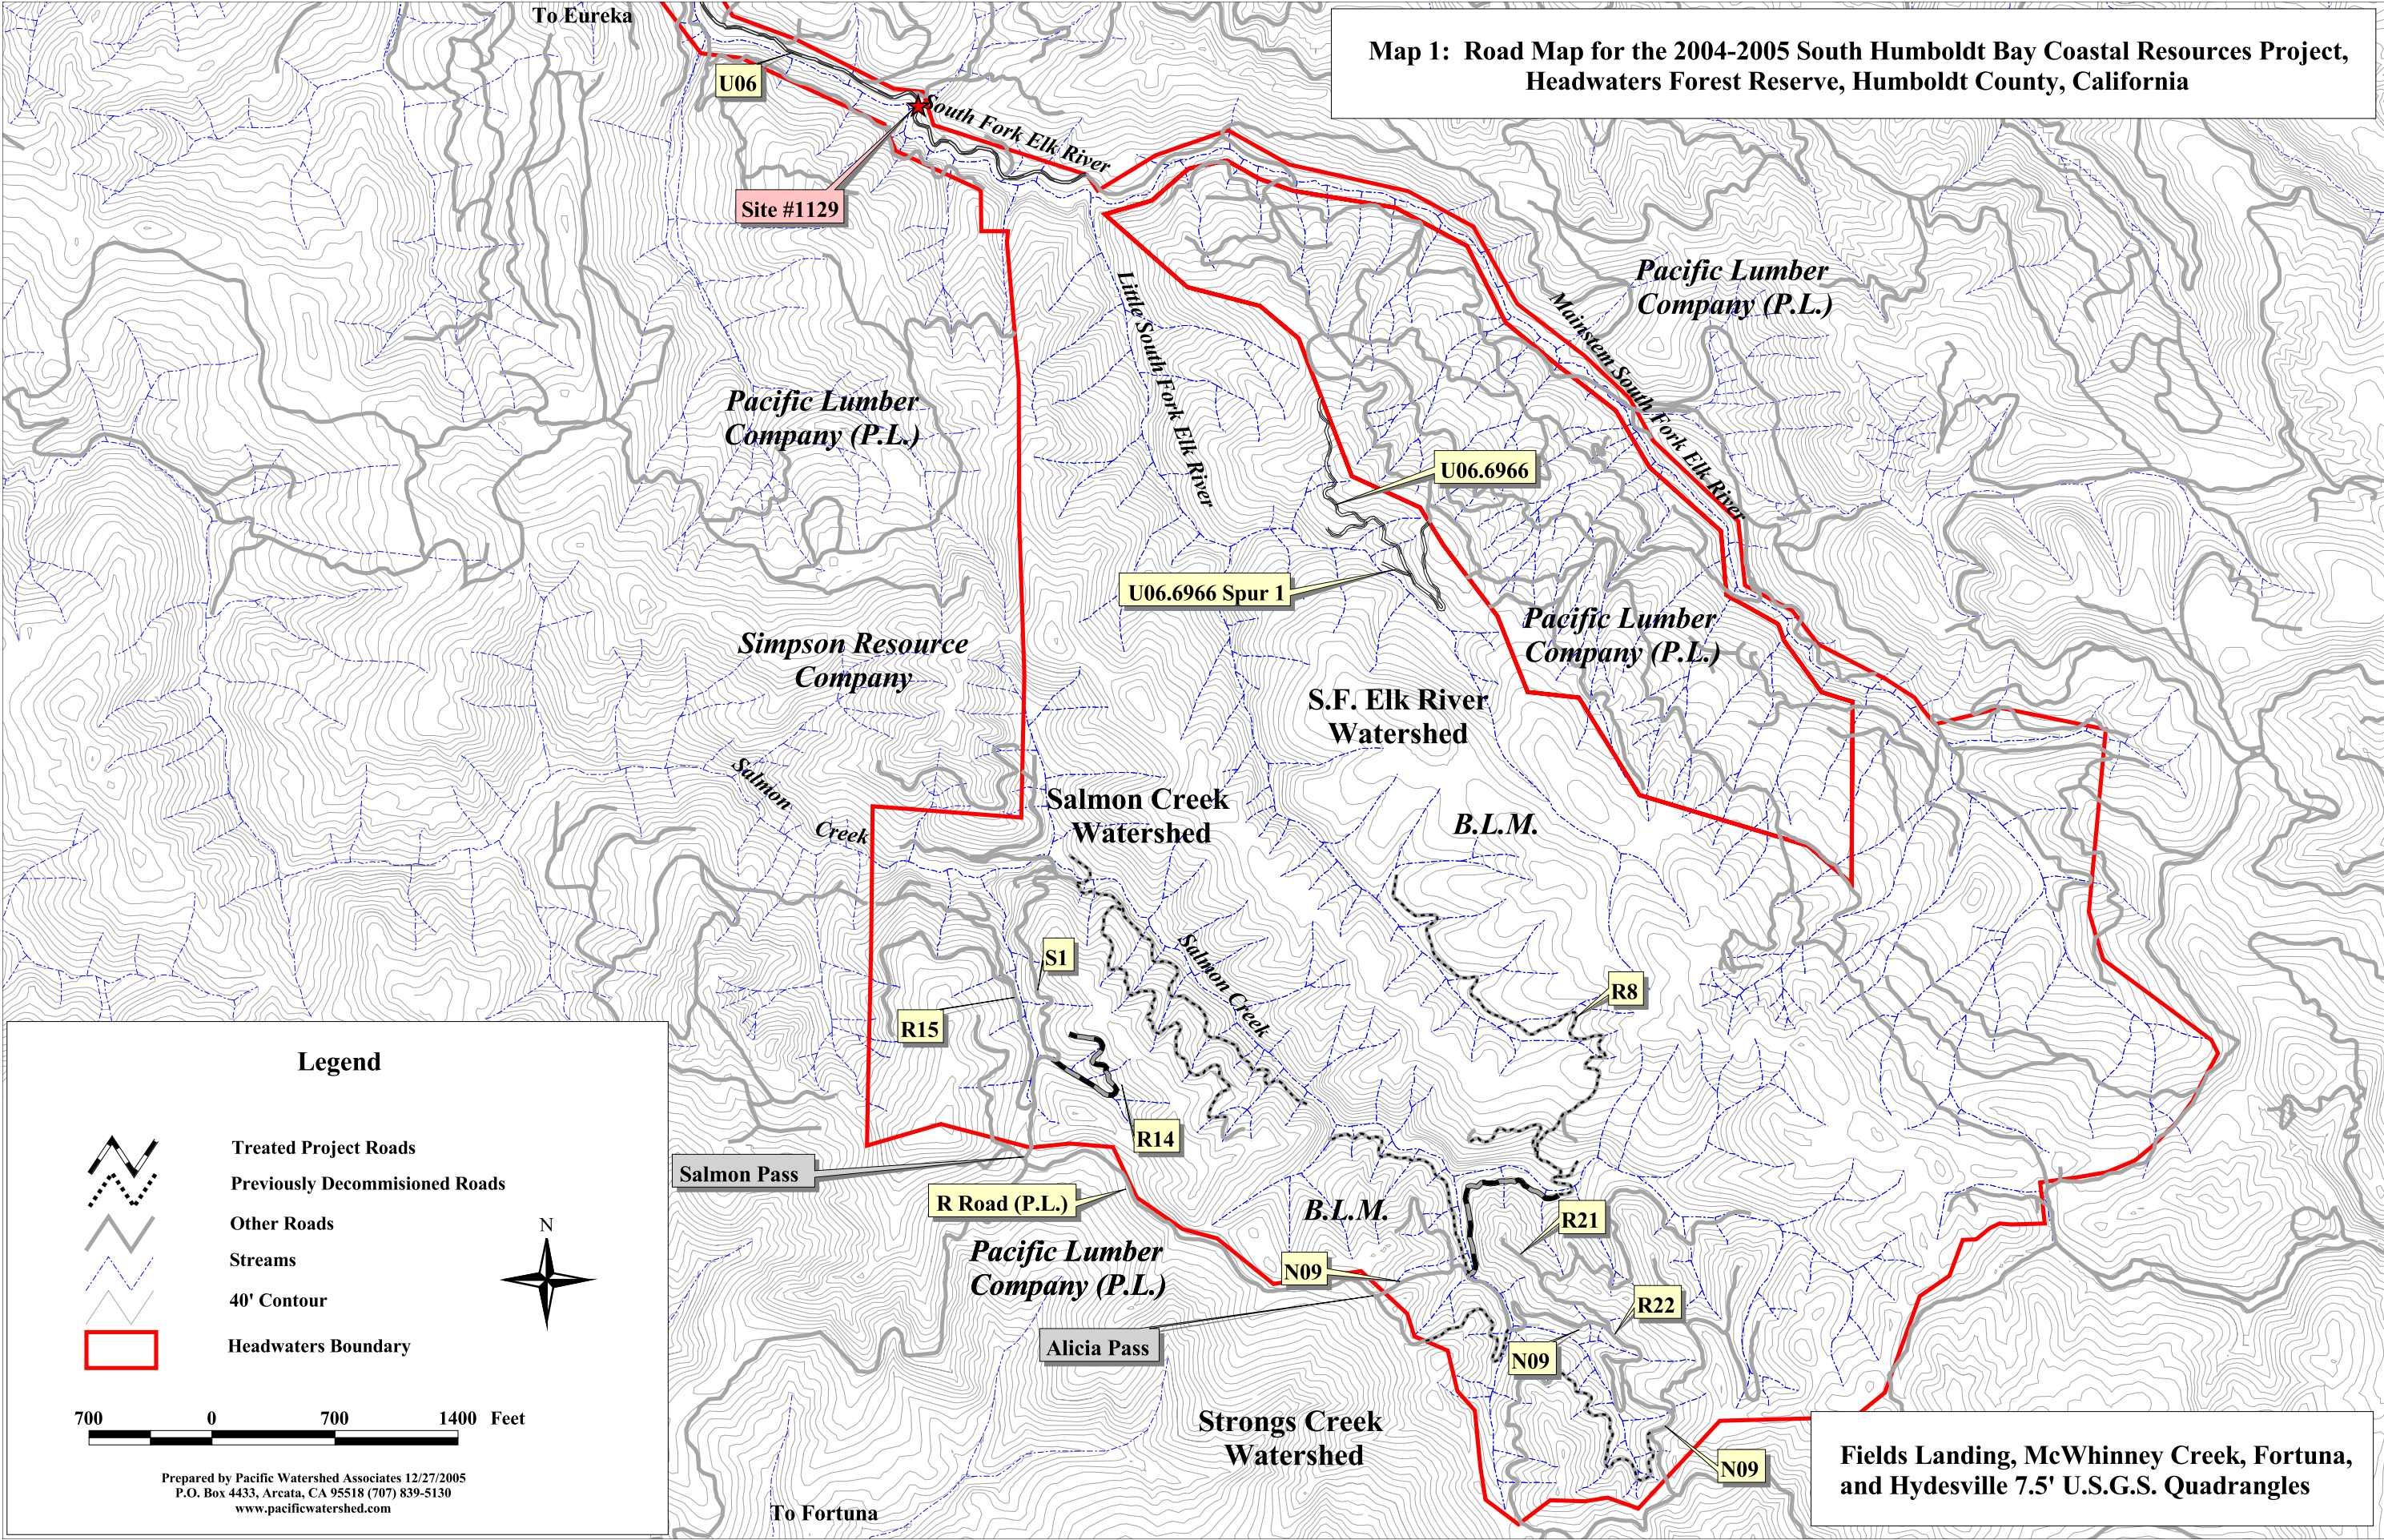 To Eureka
Map 1: Road Map for the 2004-2005 South Humboldt Bay Coastal Resources Project,
Headwaters Forest Reserve, Humboldt County, California
U06
South Fork Elk River
Site #1129
Pacific Lumber
Company (P.L.)
Little South Fork Elk River
Mainstem South Fork Elk River
Pacific Lumber
Company (P.L.)
U06.6966
U06.6966 Spur 1
Pacific Lumber
Company (P.L.)
Simpson Resource
Company
S.F. Elk River
Watershed
Salmon
Creek
Salmon Creek
Watershed
B.L.M.
S1
Salmon Creek
R8
R15
R14
Salmon Pass
R Road (P.L.)
B.L.M.
R21
Pacific Lumber
Company (P.L.)
N09
R22
Alicia Pass
N09
Strongs Creek
Watershed
N09
To Fortuna
Legend
Treated Project Roads
Previously Decommisioned Roads
Other Roads
Streams
40' Contour
Headwaters Boundary
N
700 0 700 1400 Feet
Prepared by Pacific Watershed Associates 12/27/2005
P.O. Box 4433, Arcata, CA 95518 (707) 839-5130
www.pacificwatershed.com
Fields Landing, McWhinney Creek, Fortuna,
and Hydesville 7.5' U.S.G.S. Quadrangles